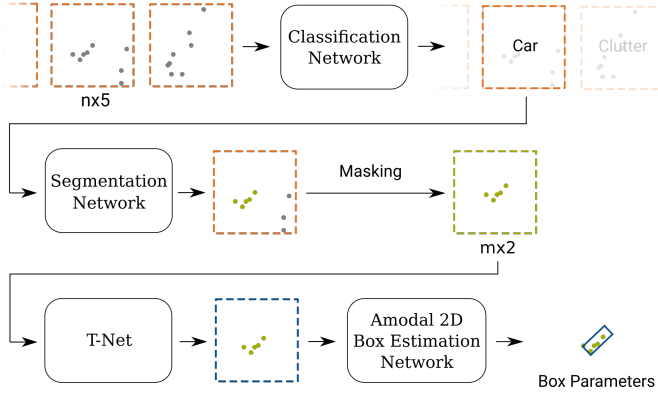 Classification
Network
Car
Clutter
nx5
Segmentation
Network
Masking
mx2
T-Net
Amodal 2D
Box Estimation
Network
Box Parameters